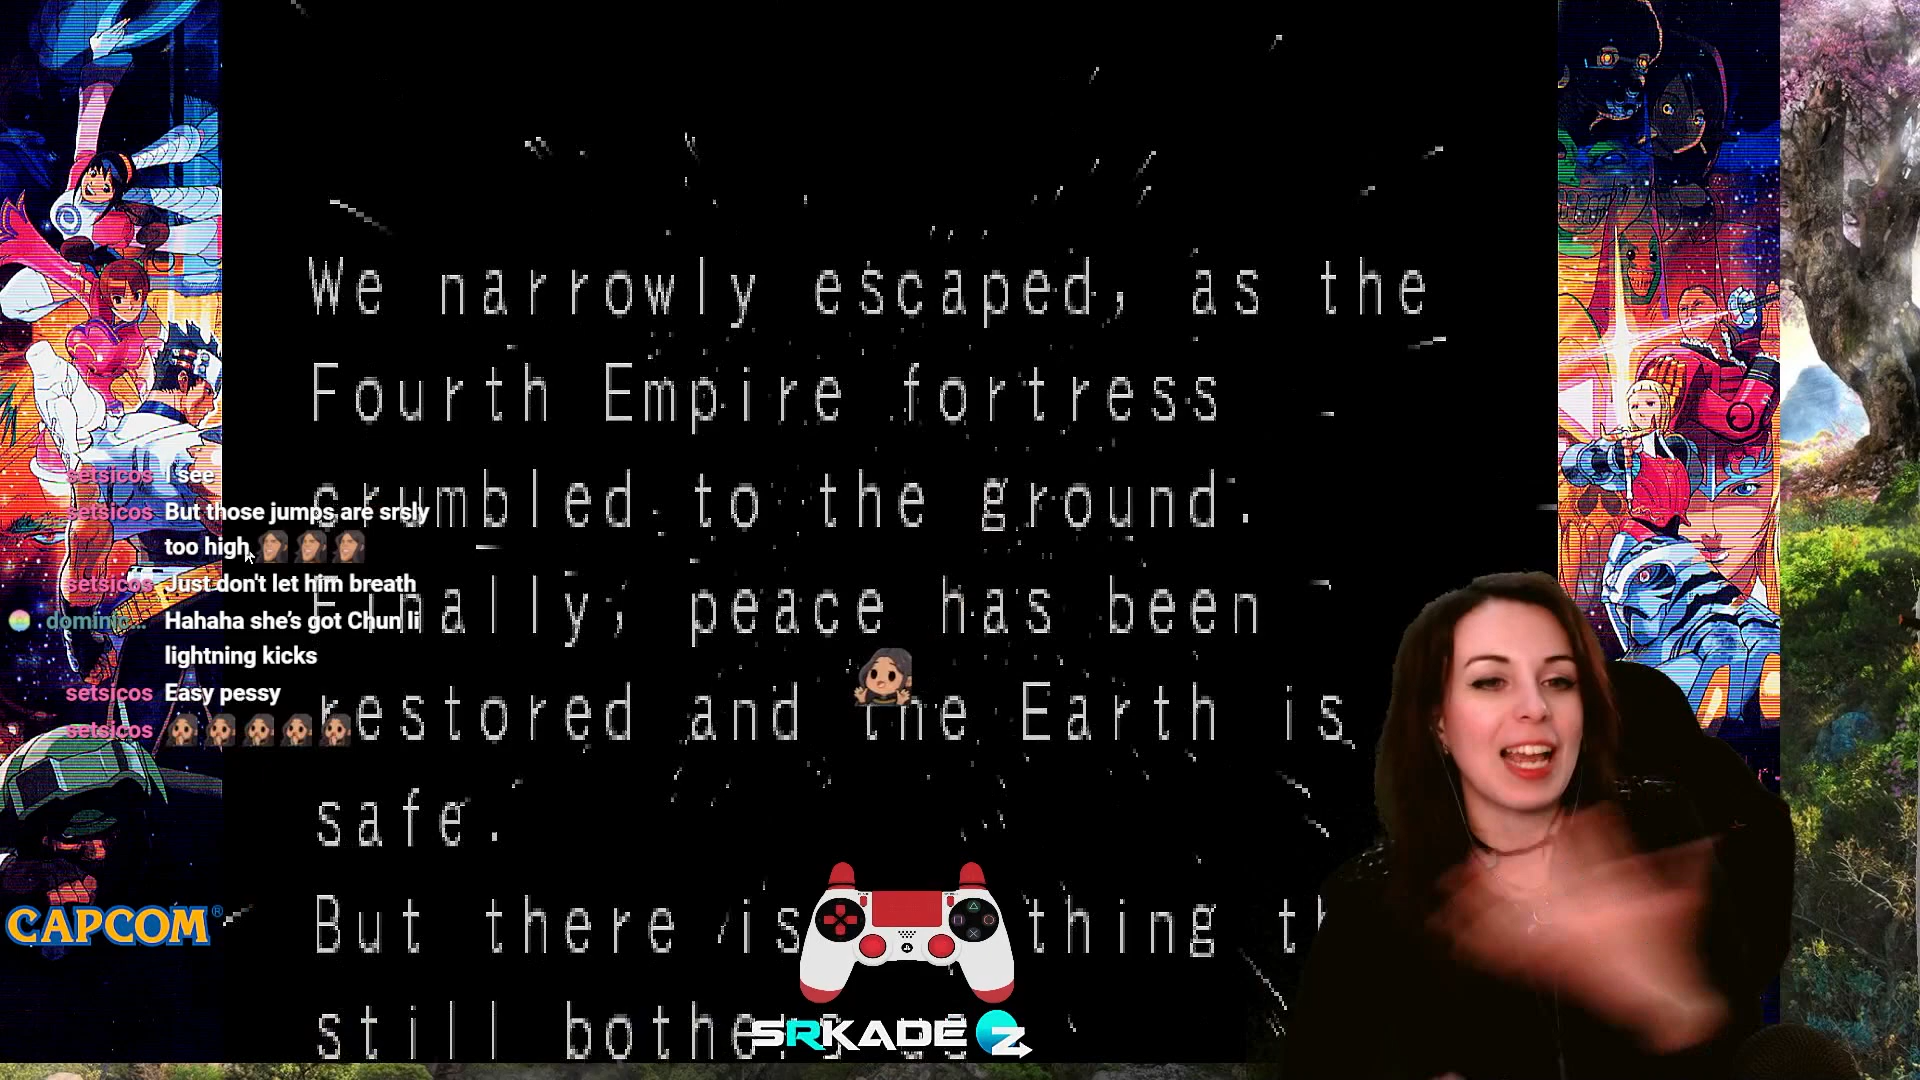 We narrowly escaped, as the
Fourth Empire fortress
crumbled to the ground.
Finally, peace has been
restored and the Earth is
safe.
But there is thing
still
setsicos I see
setsicos But those jumps are srsly
too high
setsicos Just don't let him breath
dominic... Hahaha she's got Chun li
lightning kicks
setsicos Easy pessy
setsicos
CAPCOM®
SRKADE Z